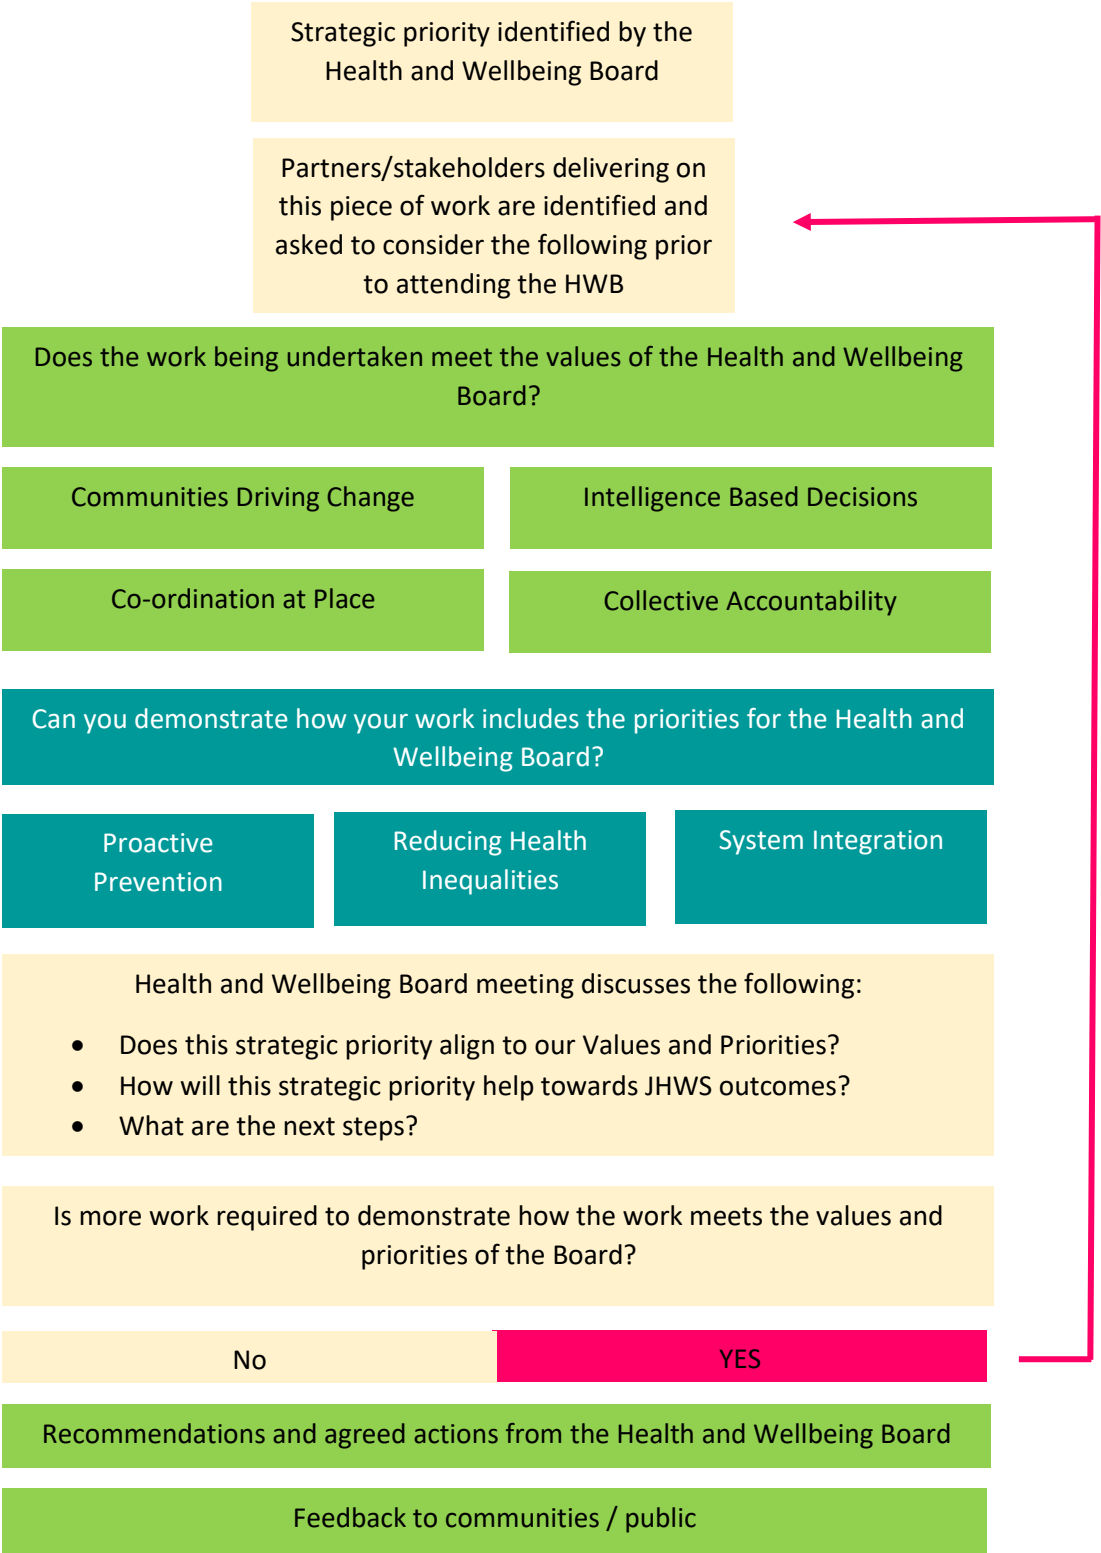 Strategic priority identified by the
Health and Wellbeing Board
Partners/stakeholders delivering on
this piece of work are identified and
asked to consider the following prior
to attending the HWB
Does the work being undertaken meet the values of the Health and Wellbeing
Board?
Communities Driving Change
Intelligence Based Decisions
Co-ordination at Place
Collective Accountability
Can you demonstrate how your work includes the priorities for the Health and
Wellbeing Board?
Proactive
Prevention
Reducing Health
Inequalities
System Integration
Health and Wellbeing Board meeting discusses the following:
• Does this strategic priority align to our Values and Priorities?
• How will this strategic priority help towards JHWS outcomes?
• What are the next steps?
Is more work required to demonstrate how the work meets the values and
priorities of the Board?
No
YES
Recommendations and agreed actions from the Health and Wellbeing Board
Feedback to communities / public